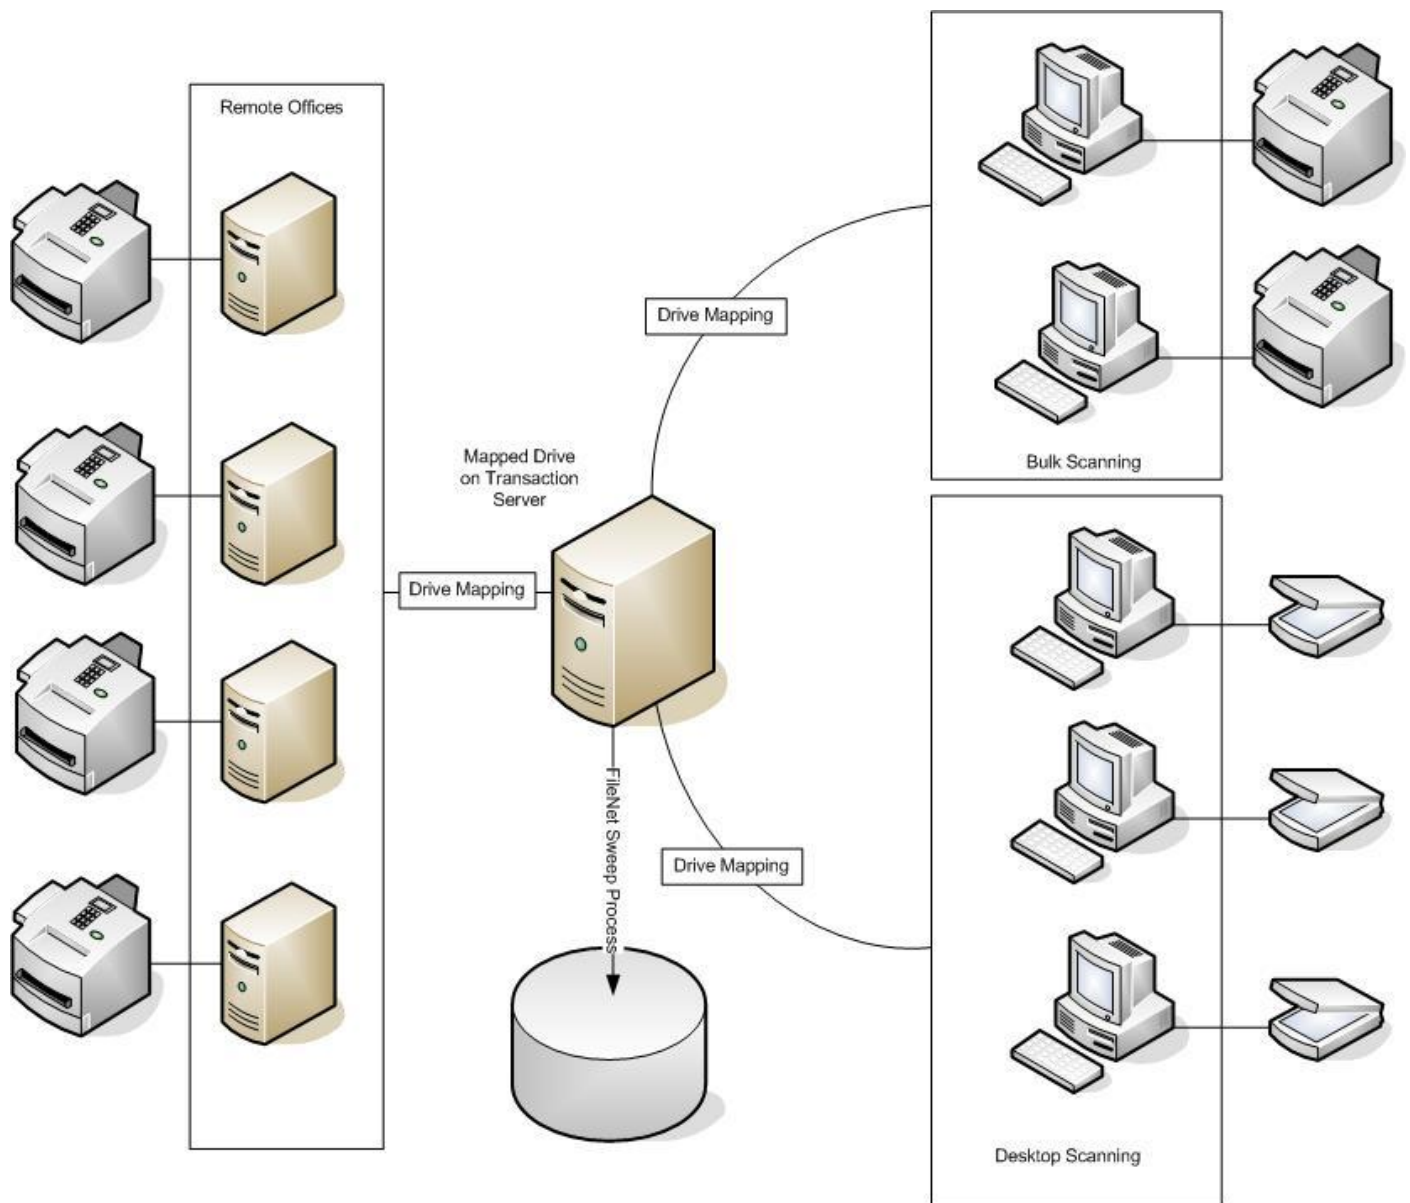 Remote Offices
Drive Mapping
Mapped Drive
on Transaction
Server
Drive Mapping
Bulk Scanning
FileNet Sweep Process
Drive Mapping
Desktop Scanning